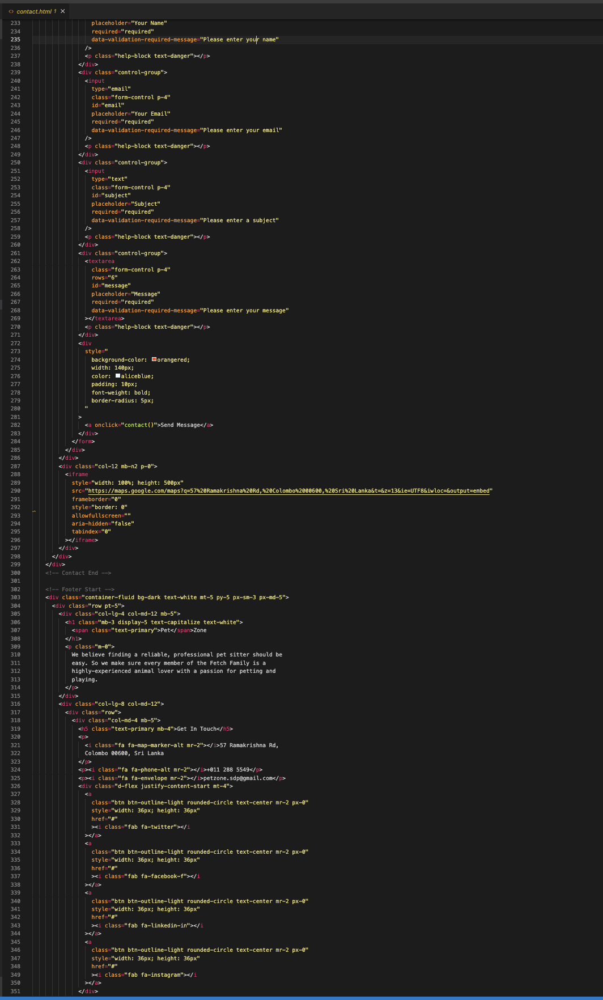 contact.html 1
233 placeholder="Your Name"
234 required="required"
235 data-validation-required-message="Please enter your name"
236 />
237 <p class="help-block text-danger"></p>
238 </div>
239 <div class="control-group">
240 <input
241 type="email"
242 class="form-control p-4"
243 id="email"
244 placeholder="Your Email"
245 required="required"
246 data-validation-required-message="Please enter your email"
247 />
248 <p class="help-block text-danger"></p>
249 </div>
250 <div class="control-group">
251 <input
252 type="text"
253 class="form-control p-4"
254 id="subject"
255 placeholder="Subject"
256 required="required"
257 data-validation-required-message="Please enter a subject"
258 />
259 <p class="help-block text-danger"></p>
260 </div>
261 <div class="control-group">
262 <textarea
263 class="form-control p-4"
264 rows="6"
265 id="message"
266 placeholder="Message"
267 required="required"
268 data-validation-required-message="Please enter your message"
269 ></textarea>
270 <p class="help-block text-danger"></p>
271 </div>
272 <div
273 style="
274 background-color: orangered;
275 width: 140px;
276 color: aliceblue;
277 padding: 10px;
278 font-weight: bold;
279 border-radius: 5px;
280 "
281 >
282 <a onclick="contact()">Send Message</a>
283 </div>
284 </form>
285 </div>
286 </div>
287 <div class="col-12 mb-n2 p-0">
288 <iframe
289 style="width: 100%; height: 500px"
290 src="https://maps.google.com/maps?q=57%20Ramakrishna%20Rd,%20Colombo%2000600,%20Sri%20Lanka&t=&z=13&ie=UTF8&iwloc=&output=embed"
291 frameborder="0"
292 style="border: 0"
293 allowfullscreen=""
294 aria-hidden="false"
295 tabindex="0"
296 ></iframe>
297 </div>
298 </div>
299 </div>
300 <!-- Contact End -->
301
302 <!-- Footer Start -->
303 <div class="container-fluid bg-dark text-white mt-5 py-5 px-sm-3 px-md-5">
304 <div class="row pt-5">
305 <div class="col-lg-4 col-md-12 mb-5">
306 <h1 class="mb-3 display-5 text-capitalize text-white">
307 <span class="text-primary">Pet</span>Zone
308 </h1>
309 <p class="m-0">
310 We believe finding a reliable, professional pet sitter should be
311 easy. So we make sure every member of the Fetch Family is a
312 highly-experienced animal lover with a passion for petting and
313 playing.
314 </p>
315 </div>
316 <div class="col-lg-8 col-md-12">
317 <div class="row">
318 <div class="col-md-4 mb-5">
319 <h5 class="text-primary mb-4">Get In Touch</h5>
320 <p>
321 <i class="fa fa-map-marker-alt mr-2"></i>57 Ramakrishna Rd,
322 Colombo 00600, Sri Lanka
323 </p>
324 <p><i class="fa fa-phone-alt mr-2"></i>+011 288 5549</p>
325 <p><i class="fa fa-envelope mr-2"></i>petzone.sdp@gmail.com</p>
326 <div class="d-flex justify-content-start mt-4">
327 <a
328 class="btn btn-outline-light rounded-circle text-center mr-2 px-0"
329 style="width: 36px; height: 36px"
330 href="#"
331 ><i class="fab fa-twitter"></i
332 ></a>
333 <a
334 class="btn btn-outline-light rounded-circle text-center mr-2 px-0"
335 style="width: 36px; height: 36px"
336 href="#"
337 ><i class="fab fa-facebook-f"></i
338 ></a>
339 <a
340 class="btn btn-outline-light rounded-circle text-center mr-2 px-0"
341 style="width: 36px; height: 36px"
342 href="#"
343 ><i class="fab fa-linkedin-in"></i
344 ></a>
345 <a
346 class="btn btn-outline-light rounded-circle text-center mr-2 px-0"
347 style="width: 36px; height: 36px"
348 href="#"
349 ><i class="fab fa-instagram"></i
350 ></a>
351 </div>